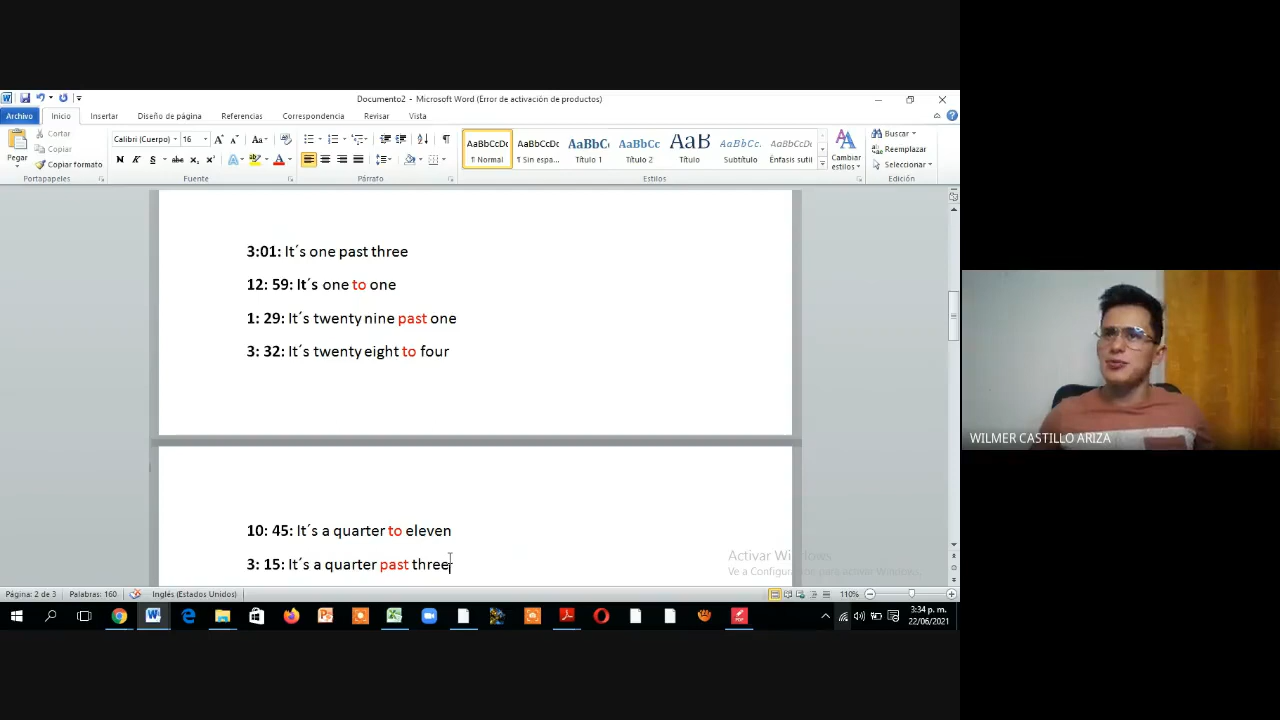 Documento2 - Microsoft Word (Error de activación de productos)
Archivo Inicio Insertar Diseño de página Referencias Correspondencia Revisar Vista
Pegar
Cortar
Copiar
Copiar formato
Portapapeles
Calibri (Cuerpo) 16
Fuente
Párrafo
AaBbCcDc AaBbCcDc AaBbC AaBbCc AaB AaBbCc. AaBbCcDc
¶ Normal ¶ Sin espa... Título 1 Título 2 Título Subtítulo Énfasis sutil
Estilos
Cambiar estilos
Buscar
Reemplazar
Seleccionar
Edición
3:01: It´s one past three
12: 59: It´s one to one
1: 29: It´s twenty nine past one
3: 32: It´s twenty eight to four
10: 45: It´s a quarter to eleven
3: 15: It´s a quarter past three
Activar Windows
Página: 2 de 3 Palabras: 160 Inglés (Estados Unidos) 110%
3:34 p. m.
22/06/2021
WILMER CASTILLO ARIZA